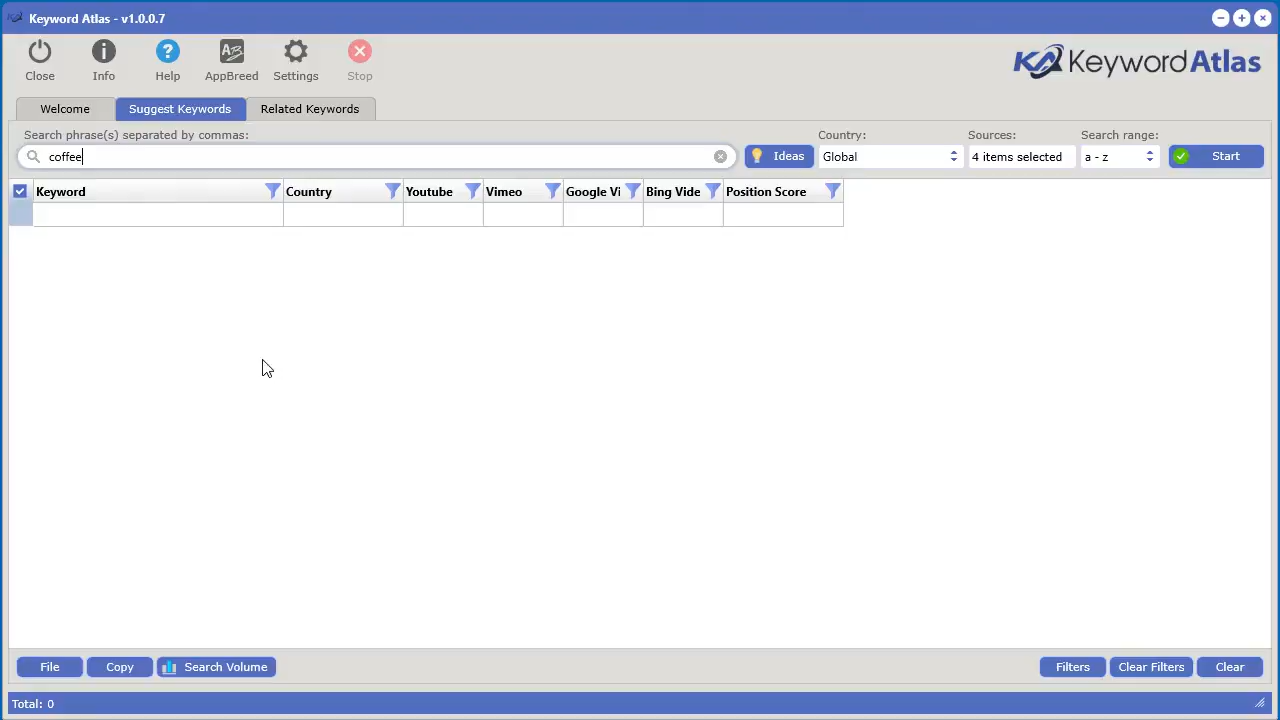 Keyword Atlas - v1.0.0.7
Close Info Help AppBreed Settings Stop
KA KeywordAtlas
Welcome Suggest Keywords Related Keywords
Search phrase(s) separated by commas: Country: Sources: Search range:
coffee Ideas Global 4 items selected a - z Start
Keyword Country Youtube Vimeo Google Vi Bing Vide Position Score
File Copy Search Volume Filters Clear Filters Clear
Total: 0